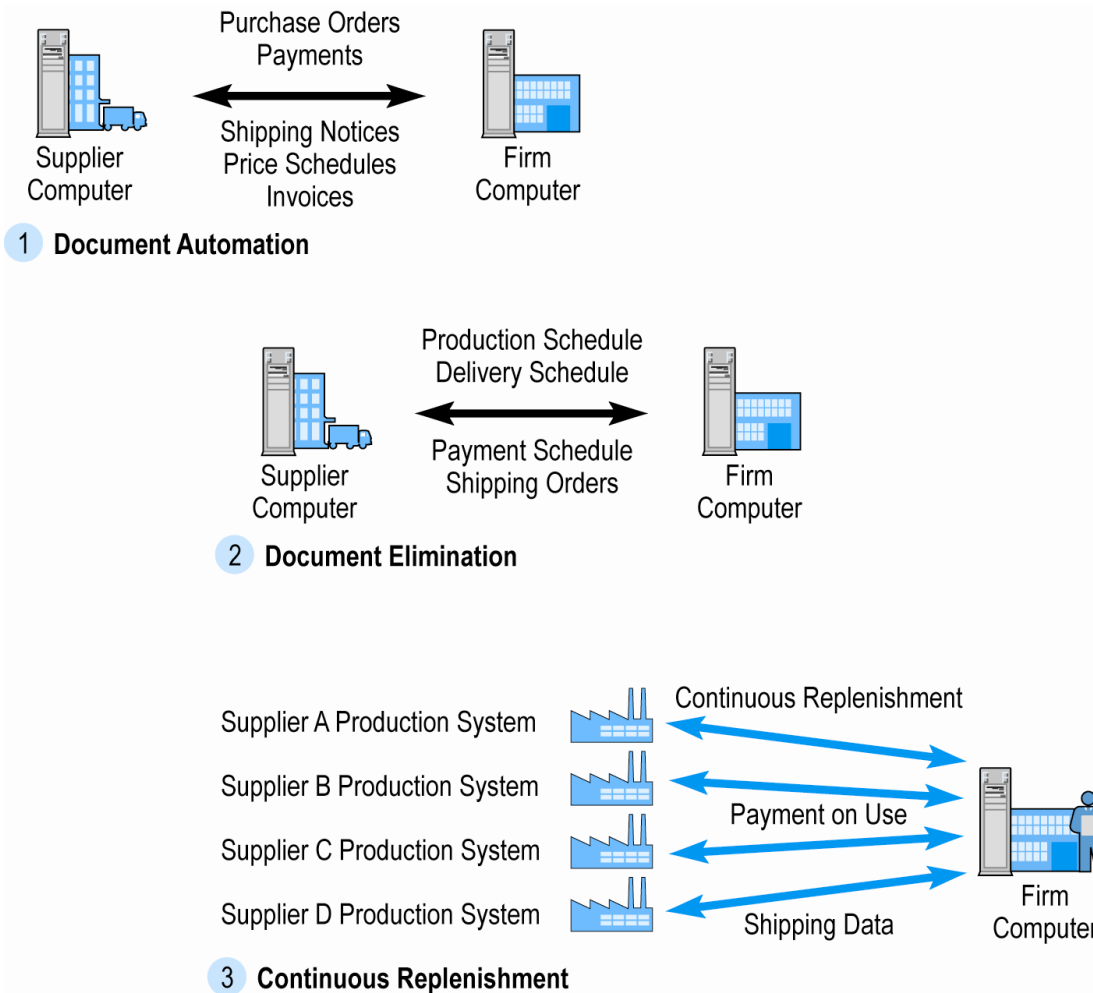 Purchase Orders
Payments
Shipping Notices
Price Schedules
Invoices
Supplier
Computer
Firm
Computer
1 Document Automation
Production Schedule
Delivery Schedule
Payment Schedule
Shipping Orders
Supplier
Computer
Firm
Computer
2 Document Elimination
Continuous Replenishment
Supplier A Production System
Supplier B Production System
Payment on Use
Supplier C Production System
Supplier D Production System
Shipping Data
Firm
Computer
3 Continuous Replenishment